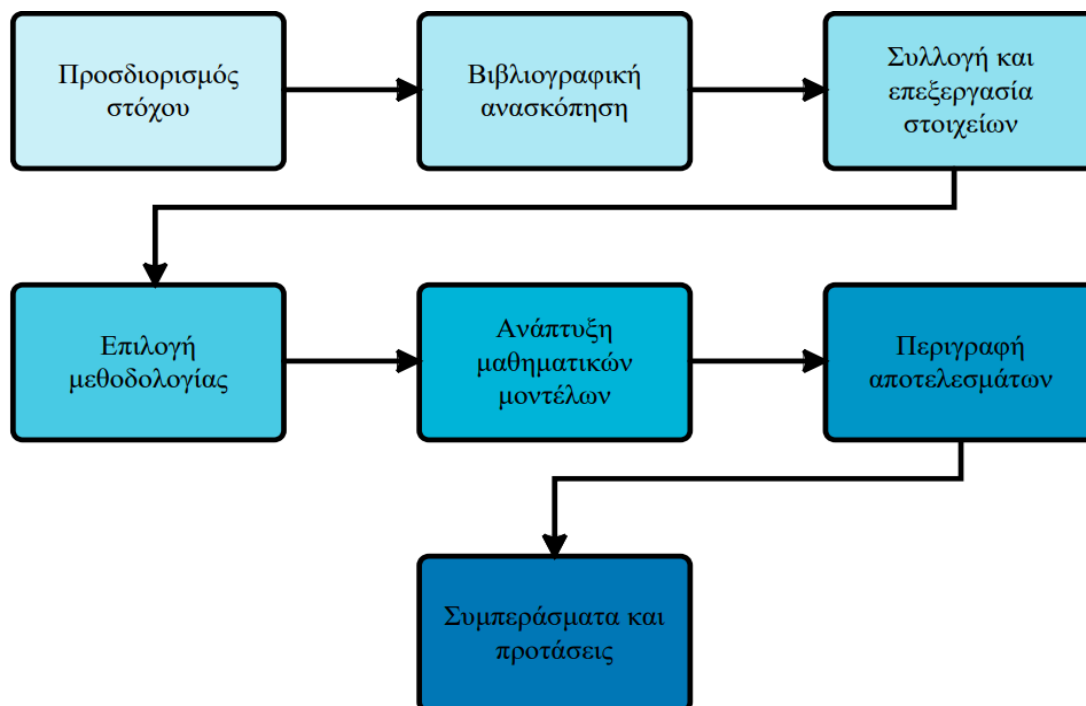 Προσδιορισμός
στόχου
Βιβλιογραφική
ανασκόπηση
Συλλογή και
επεξεργασία
στοιχείων
Επιλογή
μεθοδολογίας
Ανάπτυξη
μαθηματικών
μοντέλων
Περιγραφή
αποτελεσμάτων
Συμπεράσματα και
προτάσεις